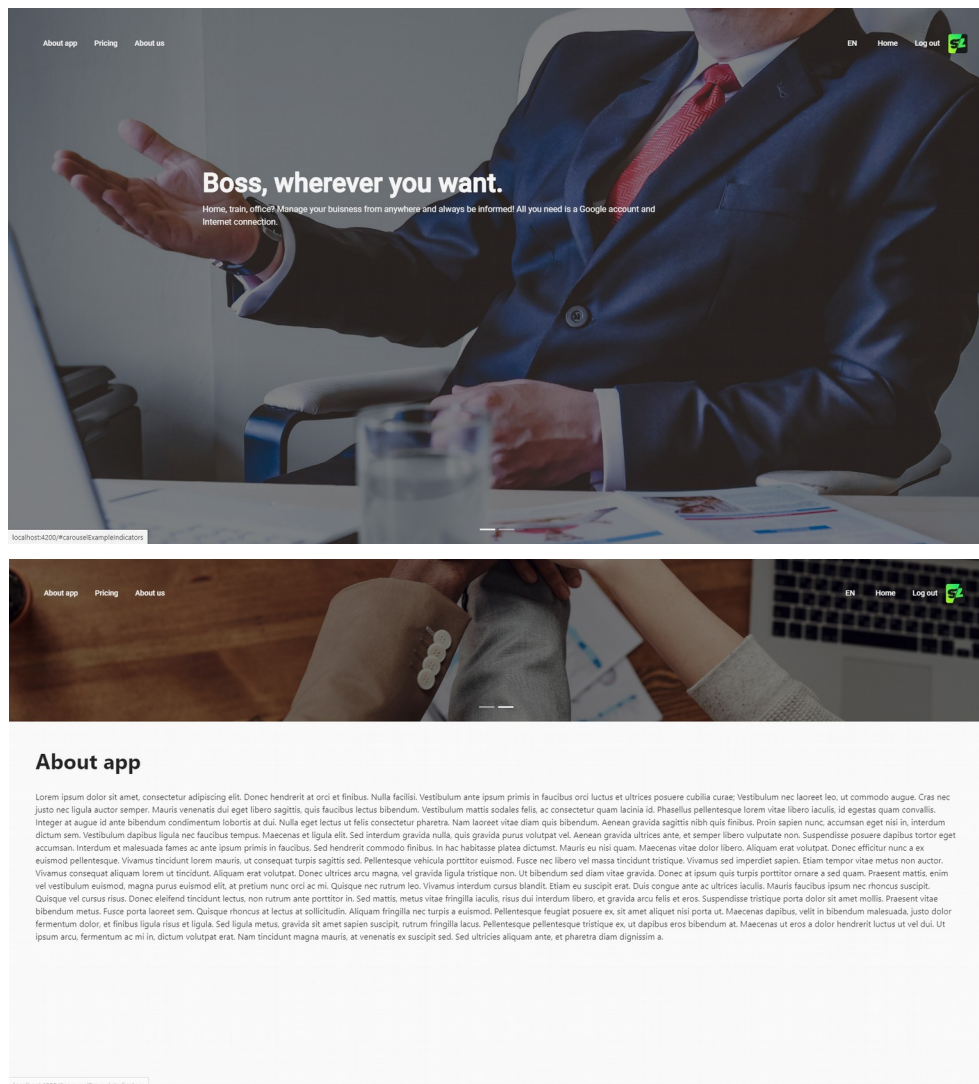 About app Pricing About us EN Home Log out SZ
Boss, wherever you want.
Home, train, office? Manage your buisness from anywhere and always be informed! All you need is a Google account and
Internet connection.
localhost:4200/#carouselExampleIndicators
About app Pricing About us EN Home Log out SZ
About app
Lorem ipsum dolor sit amet, consectetur adipiscing elit. Donec hendrerit at orci et finibus. Nulla facilisi. Vestibulum ante ipsum primis in faucibus orci luctus et ultrices posuere cubilia curae; Vestibulum nec laoreet leo, ut commodo augue. Cras nec
justo nec ligula auctor semper. Mauris venenatis dui eget libero sagittis, quis faucibus lectus bibendum. Vestibulum mattis sodales felis, ac consectetur quam lacinia id. Phasellus pellentesque lorem vitae libero iaculis, id egestas quam convallis.
Integer at augue id ante bibendum condimentum lobortis at dui. Nulla eget lectus ut felis consectetur pharetra. Nam laoreet vitae diam quis bibendum. Aenean gravida sagittis nibh quis finibus. Proin sapien nunc, accumsan eget nisi in, interdum
dictum sem. Vestibulum dapibus ligula nec faucibus tempus. Maecenas et ligula elit. Sed interdum gravida nulla, quis gravida purus volutpat vel. Aenean gravida ultrices ante, et semper libero vulputate non. Suspendisse posuere dapibus tortor eget
accumsan. Interdum et malesuada fames ac ante ipsum primis in faucibus. Sed hendrerit commodo finibus. In hac habitasse platea dictumst. Mauris eu nisi quam. Maecenas vitae dolor libero. Aliquam erat volutpat. Donec efficitur nunc a ex
euismod pellentesque. Vivamus tincidunt lorem mauris, ut consequat turpis sagittis sed. Pellentesque vehicula porttitor euismod. Fusce nec libero vel massa tincidunt tristique. Vivamus sed imperdiet sapien. Etiam tempor vitae metus non auctor.
Vivamus consequat aliquam lorem ut tincidunt. Aliquam erat volutpat. Donec ultrices arcu magna, vel gravida ligula tristique non. Ut bibendum sed diam vitae gravida. Donec at ipsum quis turpis porttitor ornare a sed quam. Praesent mattis, enim
vel vestibulum euismod, magna purus euismod elit, at pretium nunc orci ac mi. Quisque nec rutrum leo. Vivamus interdum cursus blandit. Etiam eu suscipit erat. Duis congue ante ac ultrices iaculis. Mauris faucibus ipsum nec rhoncus suscipit.
Quisque vel cursus risus. Donec eleifend tincidunt lectus, non rutrum ante porttitor in. Sed mattis, metus vitae fringilla iaculis, risus dui interdum libero, et gravida arcu felis et eros. Suspendisse tristique porta dolor sit amet mollis. Praesent vitae
bibendum metus. Fusce porta laoreet sem. Quisque rhoncus at lectus at sollicitudin. Aliquam fringilla nec turpis a euismod. Pellentesque feugiat posuere ex, sit amet aliquet nisi porta ut. Maecenas dapibus, velit in bibendum malesuada, justo dolor
fermentum dolor, et finibus ligula risus et ligula. Sed ligula metus, gravida sit amet sapien suscipit, rutrum fringilla lacus. Pellentesque pellentesque tristique ex, ut dapibus eros bibendum at. Maecenas ut eros a dolor hendrerit luctus ut vel dui. Ut
ipsum arcu, fermentum ac mi in, dictum volutpat erat. Nam tincidunt magna mauris, at venenatis ex suscipit sed. Sed ultricies aliquam ante, et pharetra diam dignissim a.